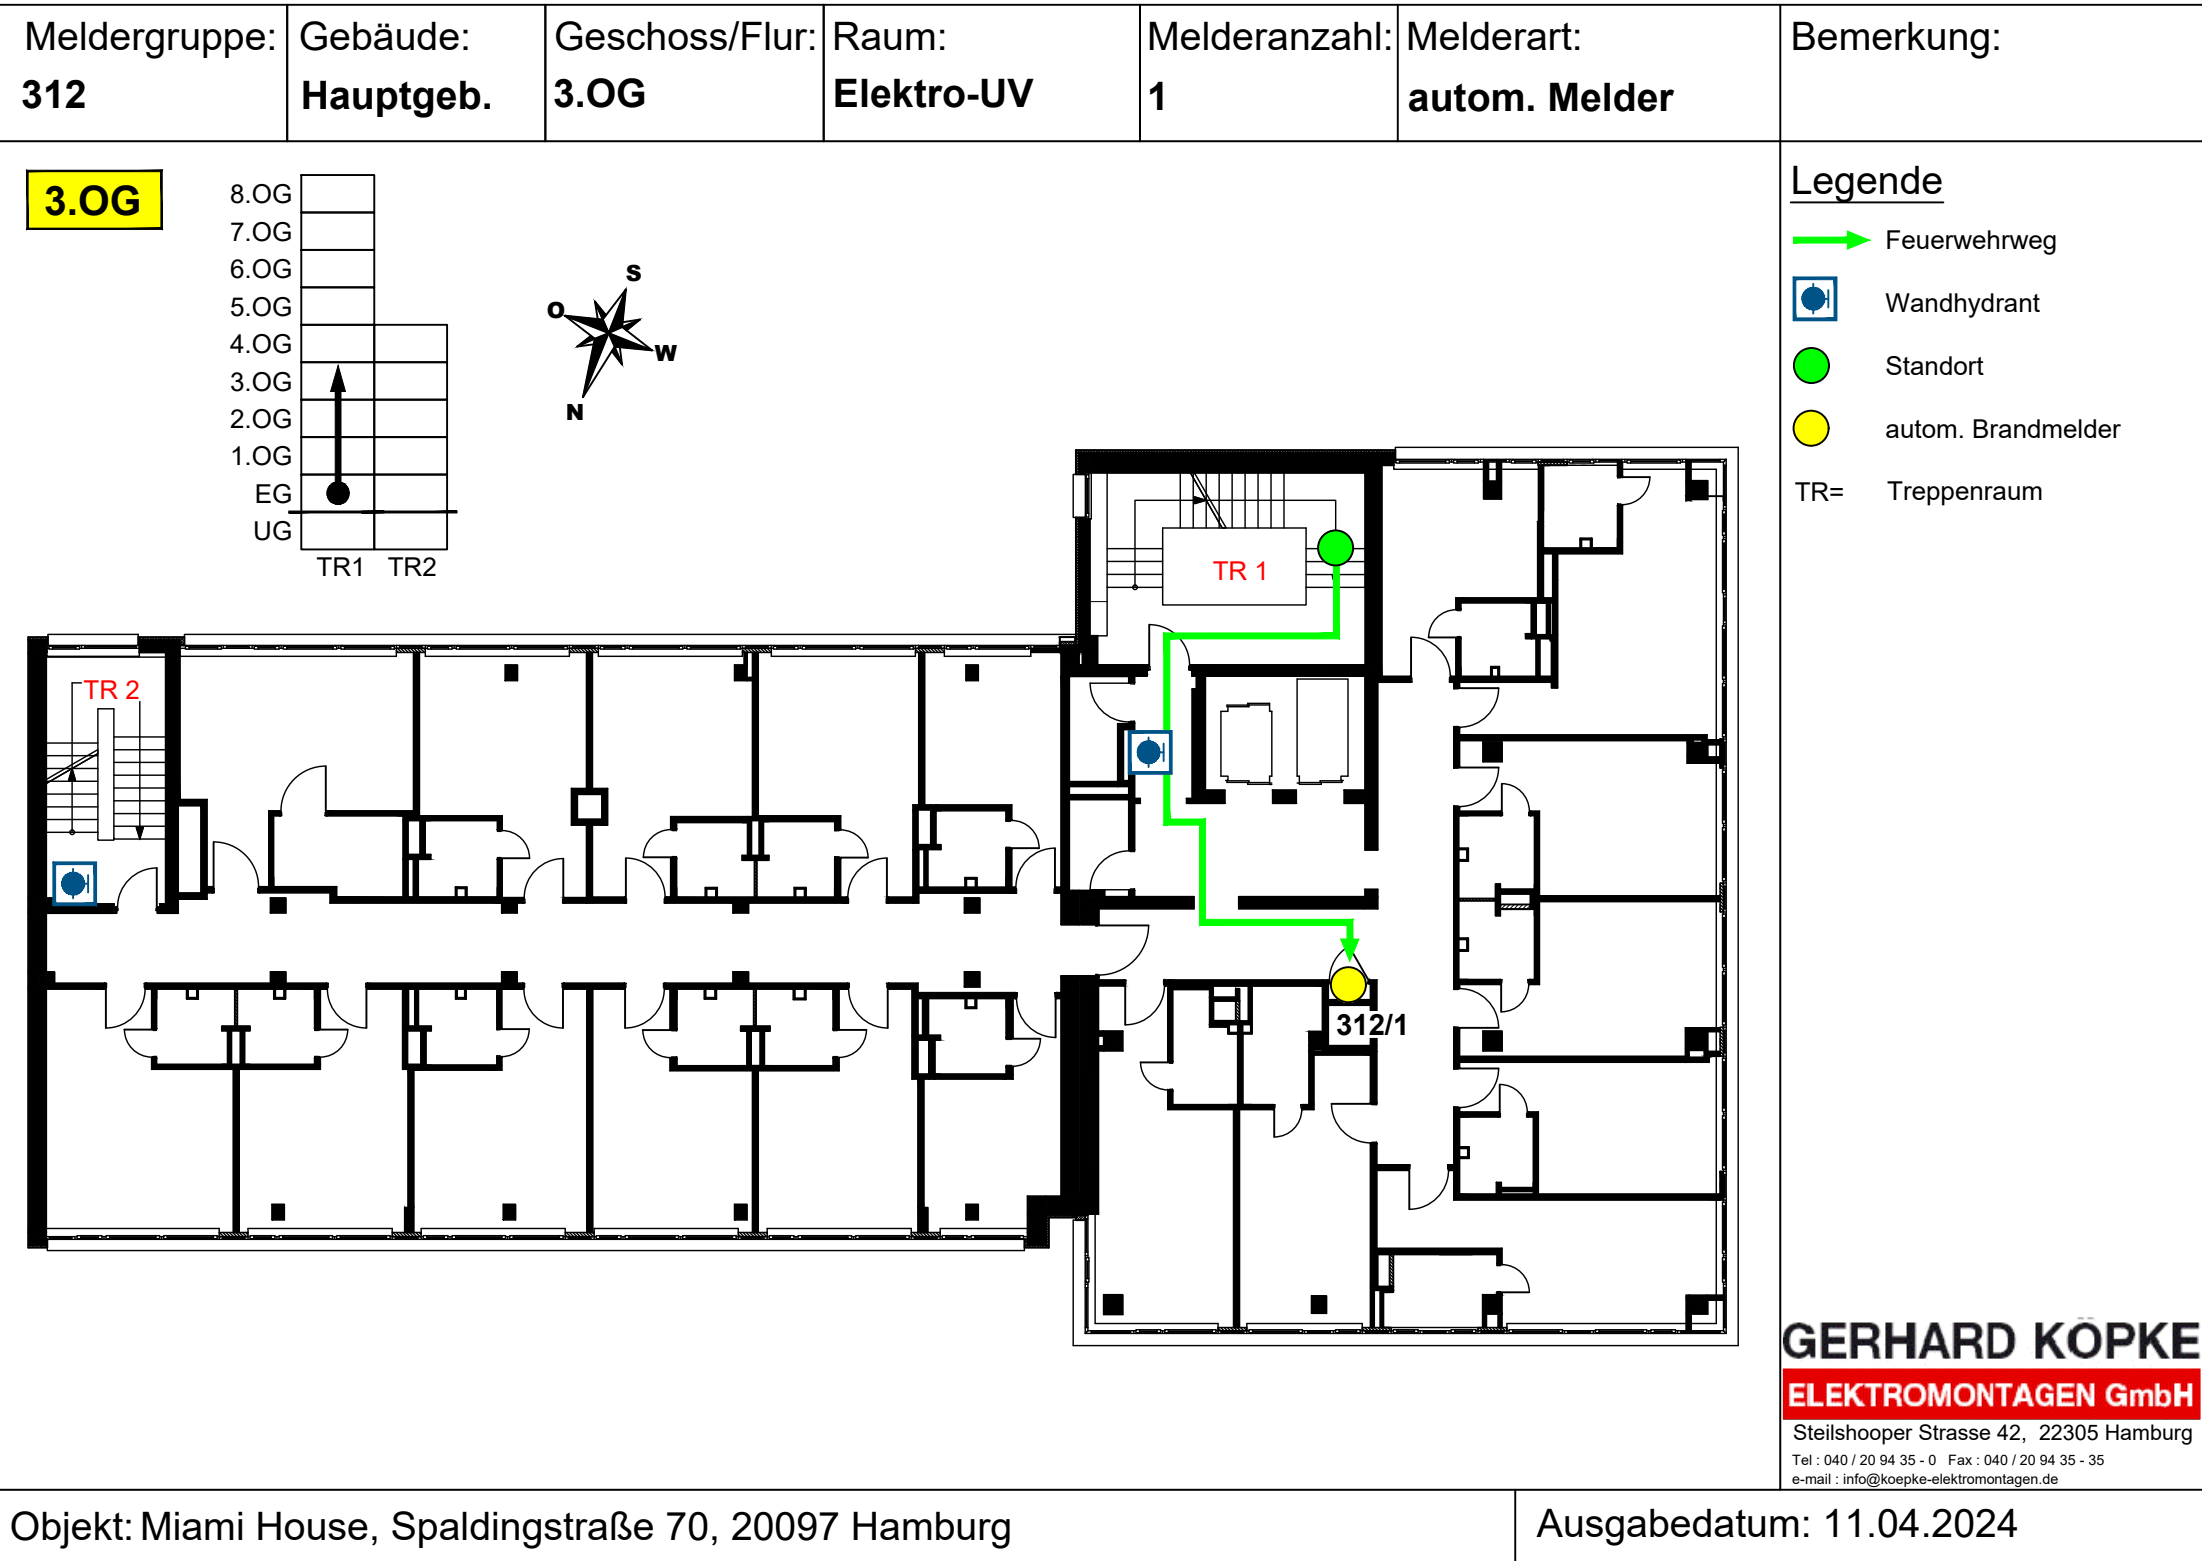 Meldergruppe:
312
Gebäude:
Hauptgeb.
Geschoss/Flur:
3.OG
Raum:
Elektro-UV
Melderanzahl:
1
Melderart:
autom. Melder
Bemerkung:
3.OG
8.OG
7.OG
6.OG
5.OG
4.OG
3.OG
2.OG
1.OG
EG
UG
TR1 TR2
S
O
W
N
Legende
Feuerwehrweg
Wandhydrant
Standort
autom. Brandmelder
TR= Treppenraum
TR 1
TR 2
312/1
GERHARD KÖPKE
ELEKTROMONTAGEN GmbH
Steilshooper Strasse 42, 22305 Hamburg
Tel : 040 / 20 94 35 - 0 Fax : 040 / 20 94 35 - 35
e-mail : info@koepke-elektromontagen.de
Objekt: Miami House, Spaldingstraße 70, 20097 Hamburg
Ausgabedatum: 11.04.2024